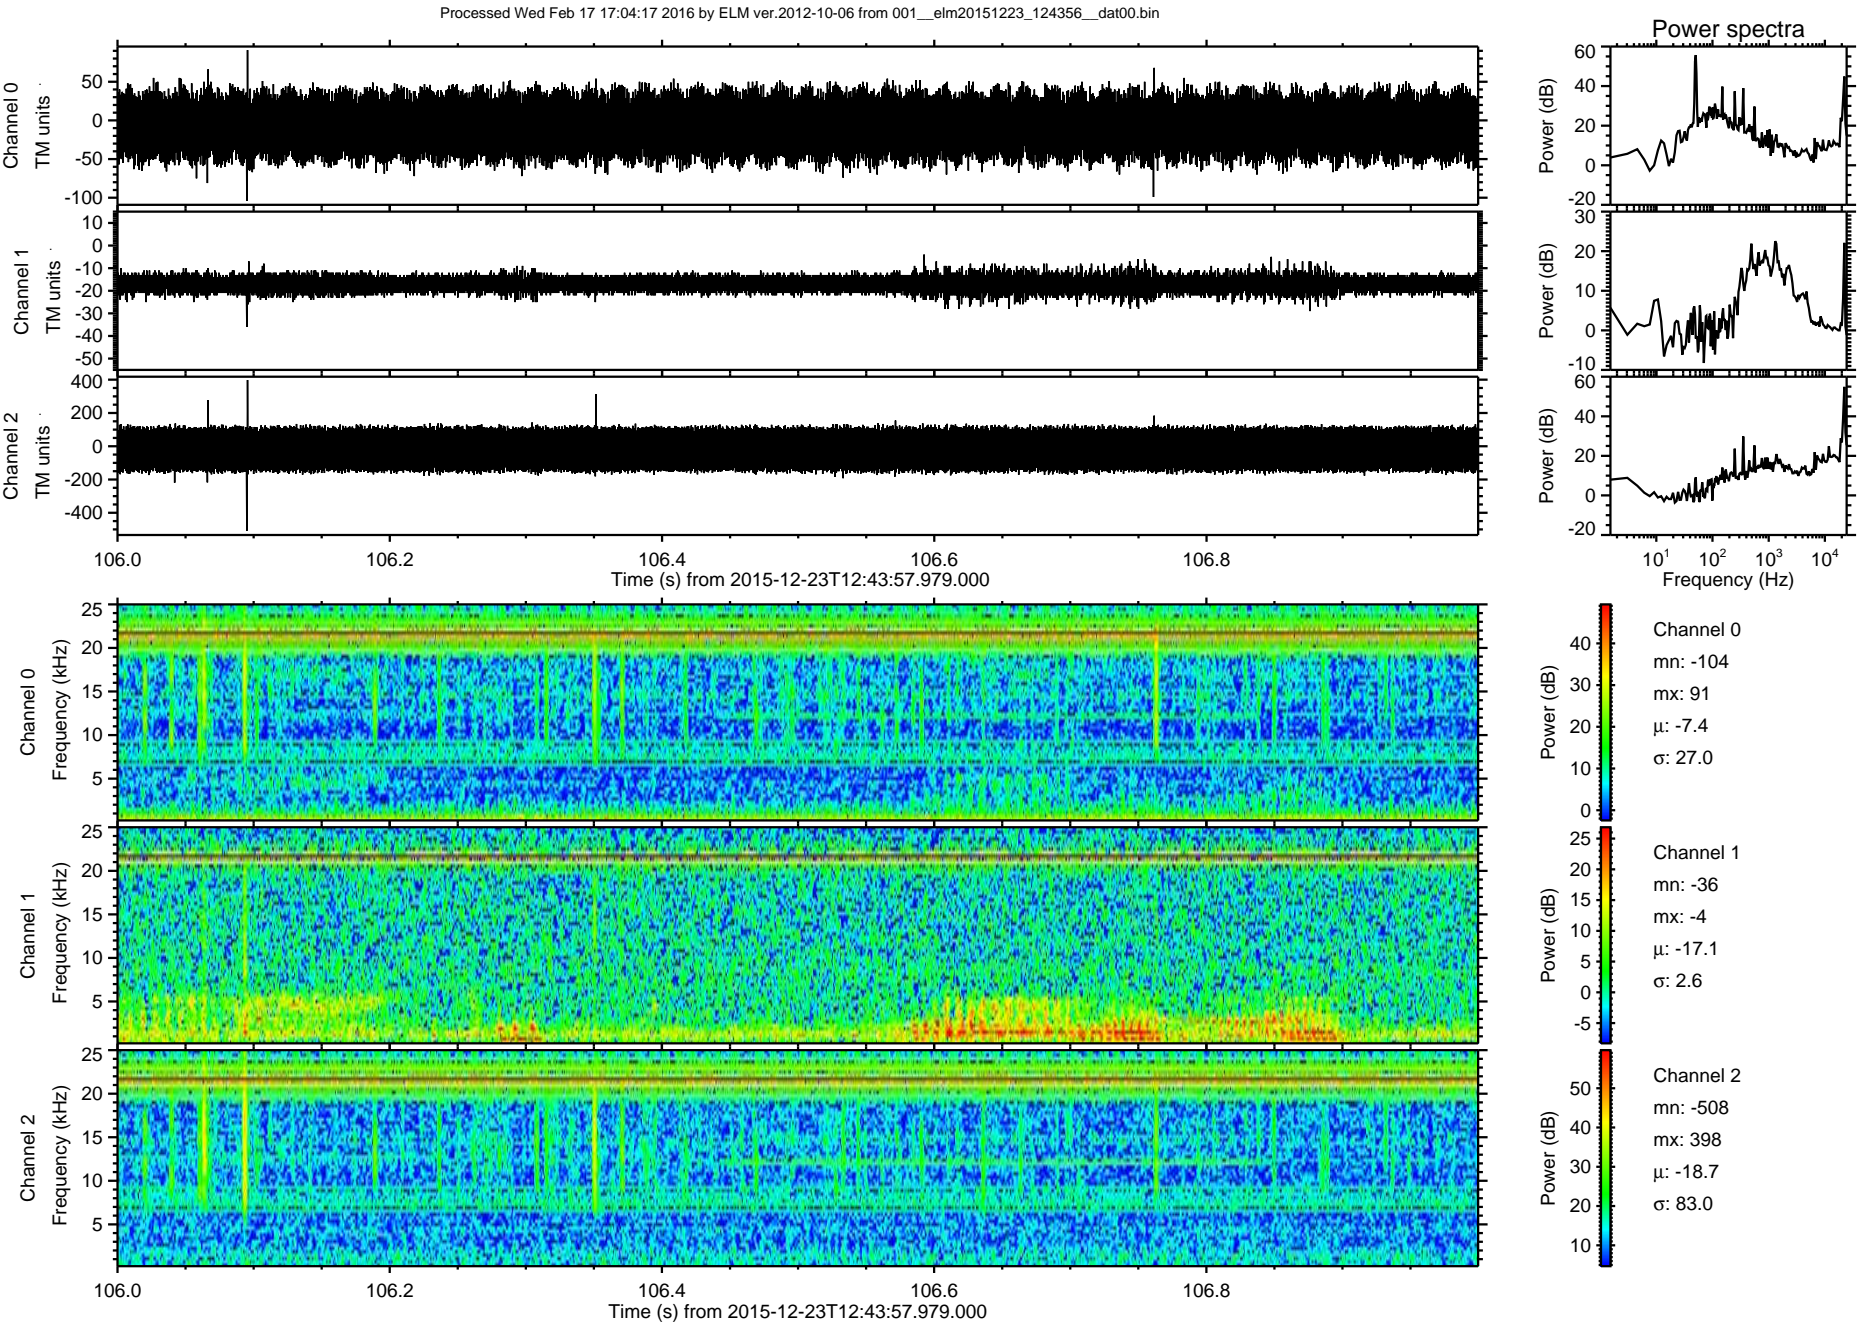 Processed Wed Feb 17 17:04:17 2016 by ELM ver.2012-10-06 from 001__elm20151223_124356__dat00.bin
Power spectra
Channel 0
TM units
50
0
-50
-100
Power (dB)
60
40
20
0
-20
Channel 1
TM units
10
0
-10
-20
-30
-40
-50
Power (dB)
30
20
10
0
-10
Channel 2
TM units
400
200
0
-200
-400
Power (dB)
60
40
20
0
-20
106.0 106.2 106.4 106.6 106.8
Time (s) from 2015-12-23T12:43:57.979.000
10¹ 10² 10³ 10⁴
Frequency (Hz)
Channel 0
Frequency (kHz)
25
20
15
10
5
Power (dB)
40
30
20
10
0
Channel 0
mn: -104
mx: 91
μ: -7.4
σ: 27.0
Channel 1
Frequency (kHz)
25
20
15
10
5
Power (dB)
25
20
15
10
5
0
-5
Channel 1
mn: -36
mx: -4
μ: -17.1
σ: 2.6
Channel 2
Frequency (kHz)
25
20
15
10
5
Power (dB)
50
40
30
20
10
Channel 2
mn: -508
mx: 398
μ: -18.7
σ: 83.0
106.0 106.2 106.4 106.6 106.8
Time (s) from 2015-12-23T12:43:57.979.000